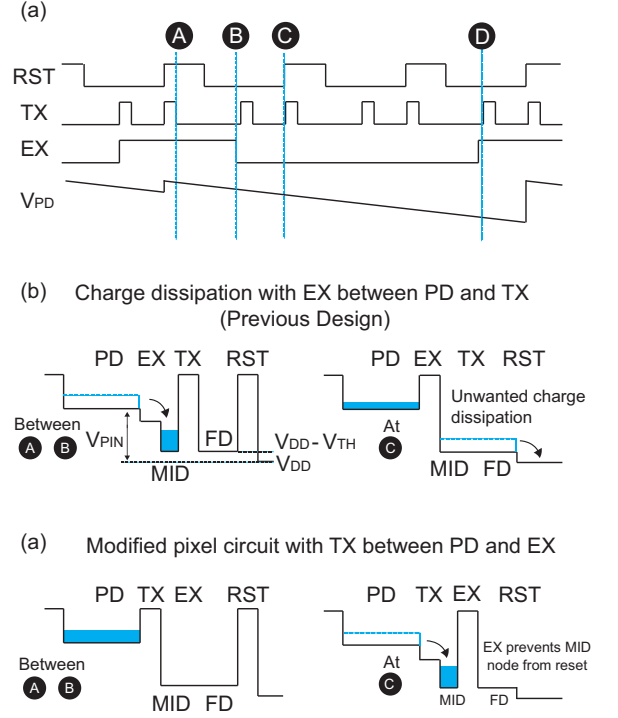 (a)
A B C D
RST
TX
EX
VPD
(b) Charge dissipation with EX between PD and TX
(Previous Design)
PD EX TX RST
Between
A B
VPIN
FD
MID
VDD - VTH
VDD
PD EX TX RST
At
C
Unwanted charge
dissipation
MID FD
(a) Modified pixel circuit with TX between PD and EX
PD TX EX RST
Between
A B
MID FD
PD TX EX RST
At
C
EX prevents MID
node from reset
MID FD